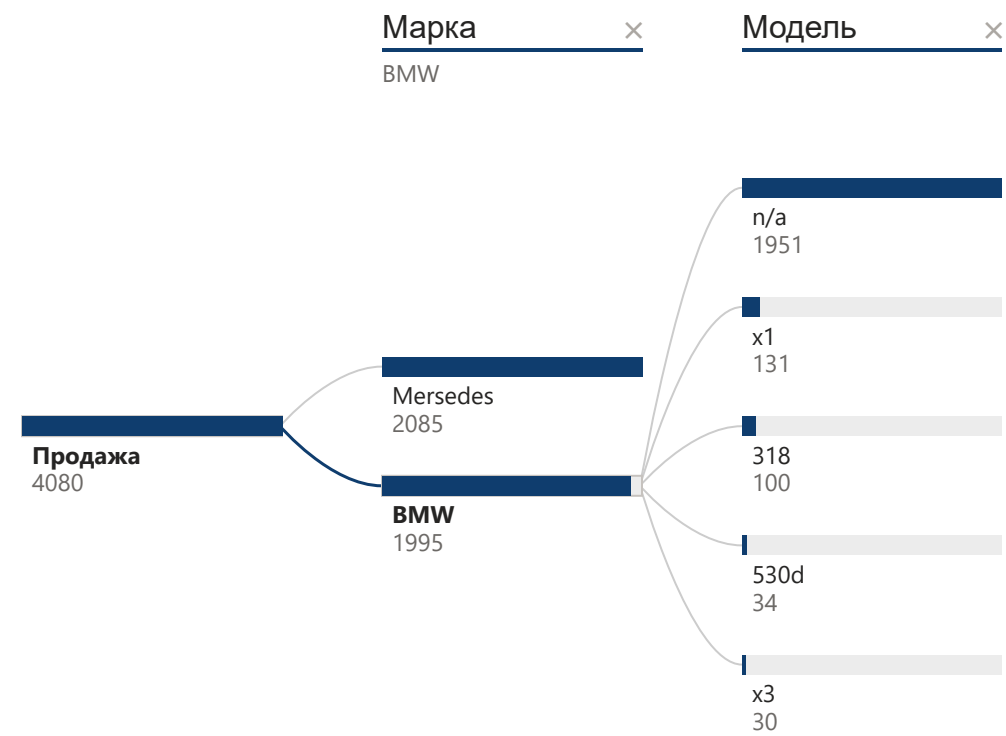 Марка
BMW
Модель
n/a
1951
x1
131
Mersedes
2085
Продажа
4080
318
100
BMW
1995
530d
34
x3
30